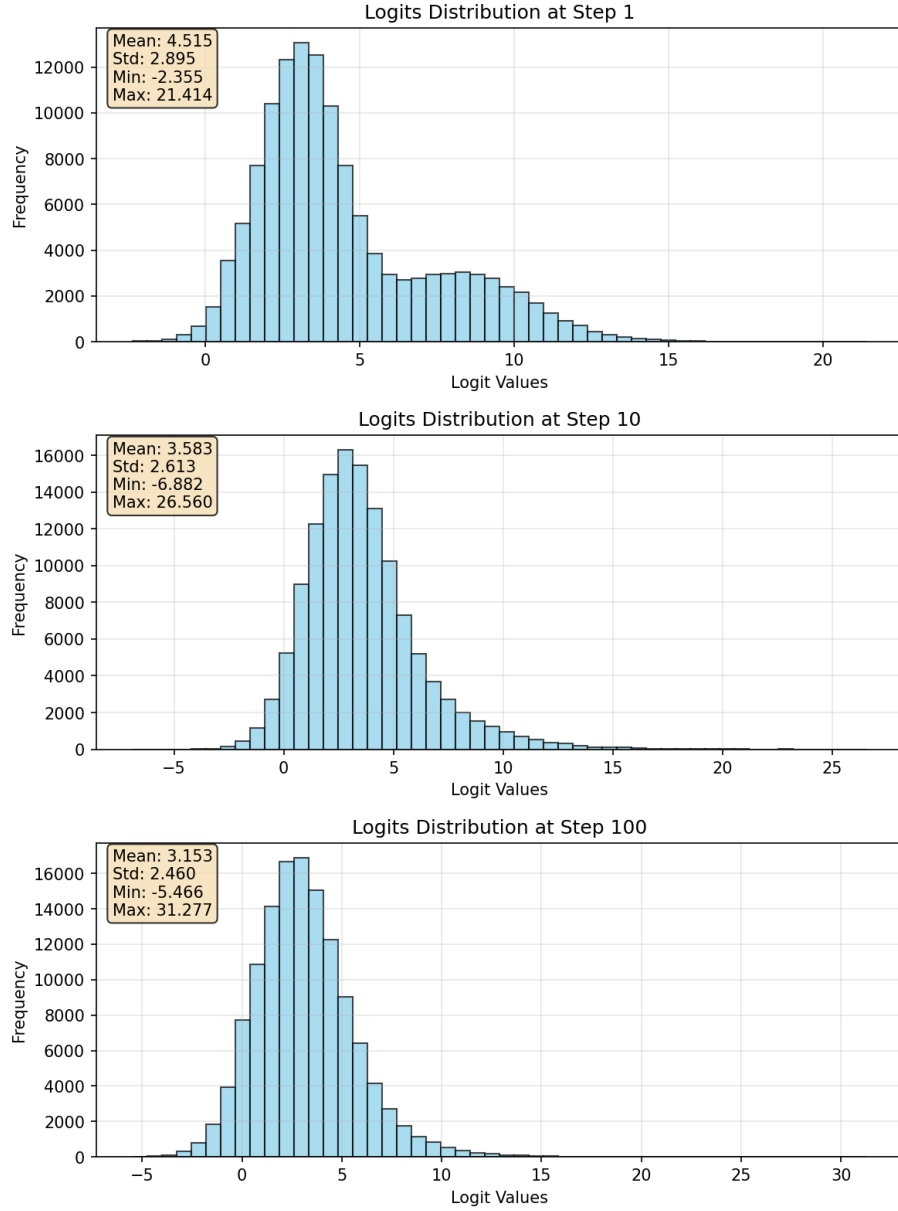 Logits Distribution at Step 1
Mean: 4.515
Std: 2.895
Min: -2.355
Max: 21.414
Frequency
12000
10000
8000
6000
4000
2000
0
0 5 10 15 20
Logit Values
Logits Distribution at Step 10
Mean: 3.583
Std: 2.613
Min: -6.882
Max: 26.560
Frequency
16000
14000
12000
10000
8000
6000
4000
2000
0
−5 0 5 10 15 20 25
Logit Values
Logits Distribution at Step 100
Mean: 3.153
Std: 2.460
Min: -5.466
Max: 31.277
Frequency
16000
14000
12000
10000
8000
6000
4000
2000
0
−5 0 5 10 15 20 25 30
Logit Values